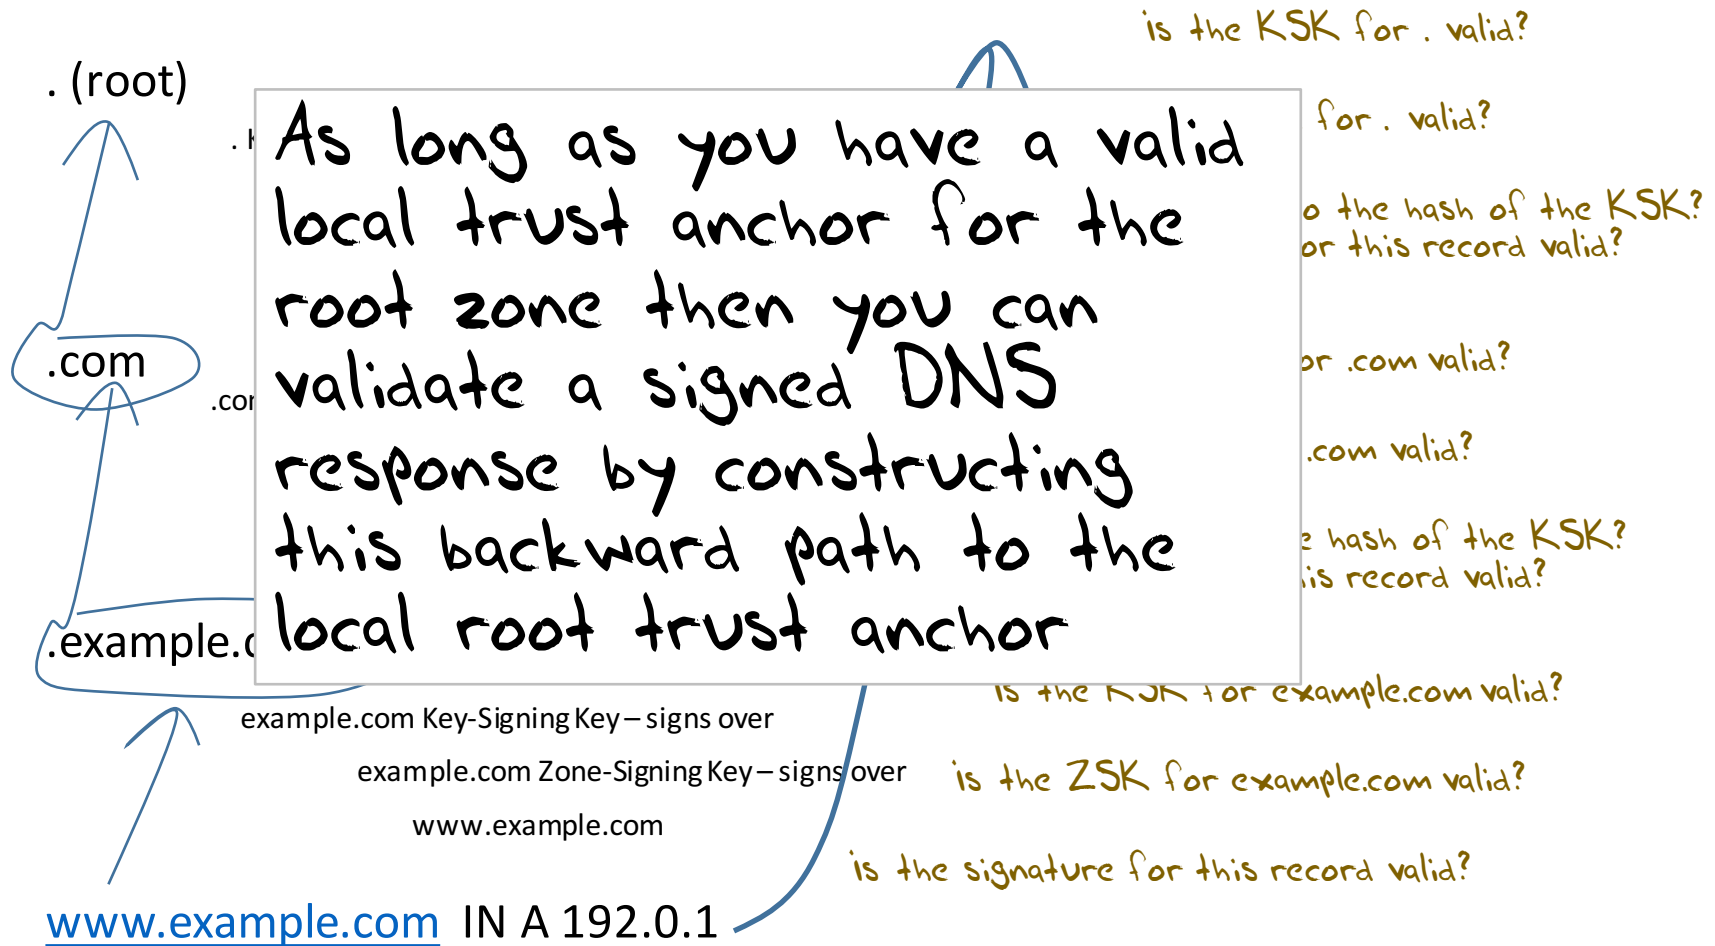 is the KSK for . valid?
. (root)
for . valid?
As long as you have a valid
local trust anchor for the
root zone then you can
validate a signed DNS
response by constructing
this backward path to the
local root trust anchor
the hash of the KSK?
this record valid?
.com
.com valid?
.com valid?
hash of the KSK?
record valid?
is the KSK for example.com valid?
example.com Key-Signing Key – signs over
example.com Zone-Signing Key – signs over
is the ZSK for example.com valid?
www.example.com
is the signature for this record valid?
www.example.com IN A 192.0.1